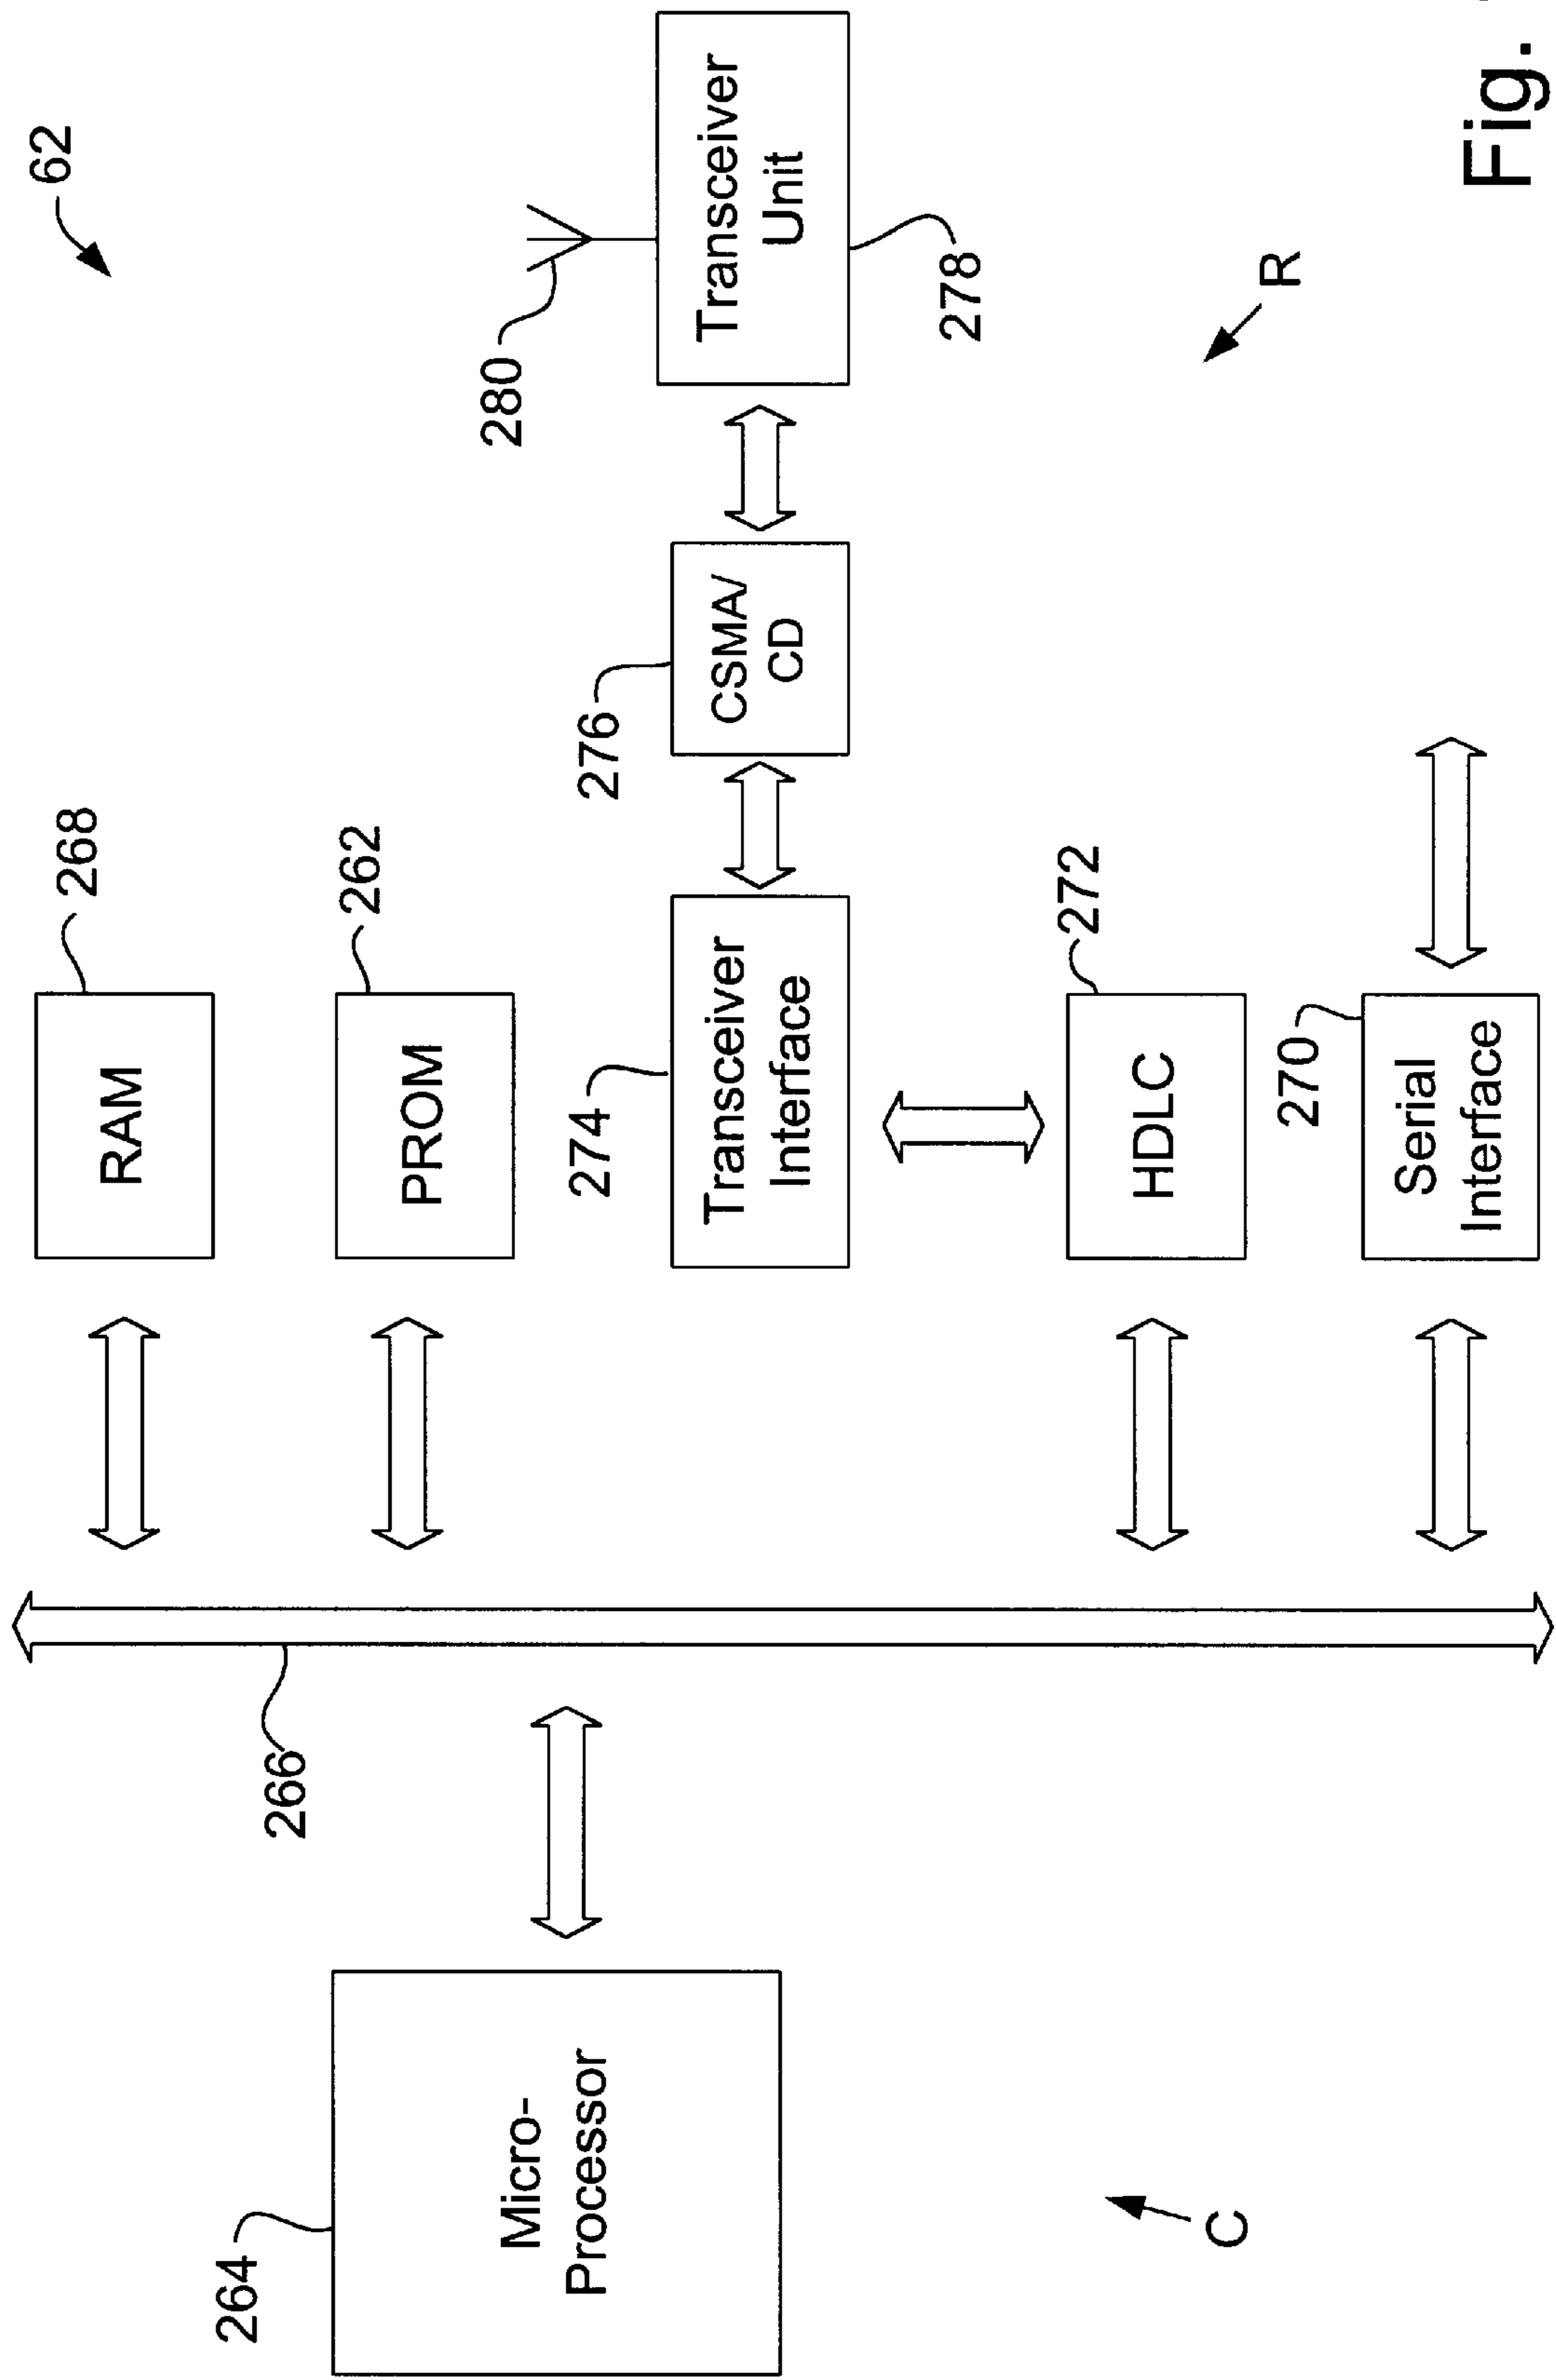 62
268
RAM
262
PROM
280
266
264
Micro-
Processor
274
Transceiver
Interface
276
CSMA/
CD
Transceiver
Unit
278
272
HDLC
R
C
270
Serial
Interface
Fig.